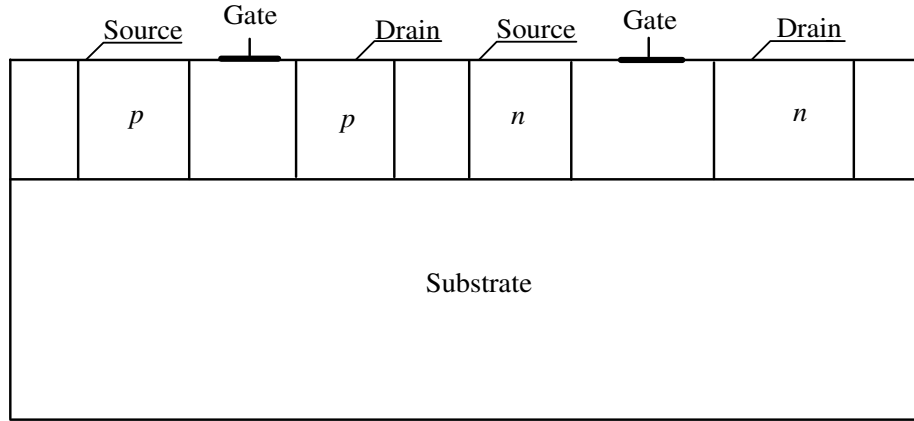 Gate
Source
Drain
Source
Gate
Drain
p
p
n
n
Substrate